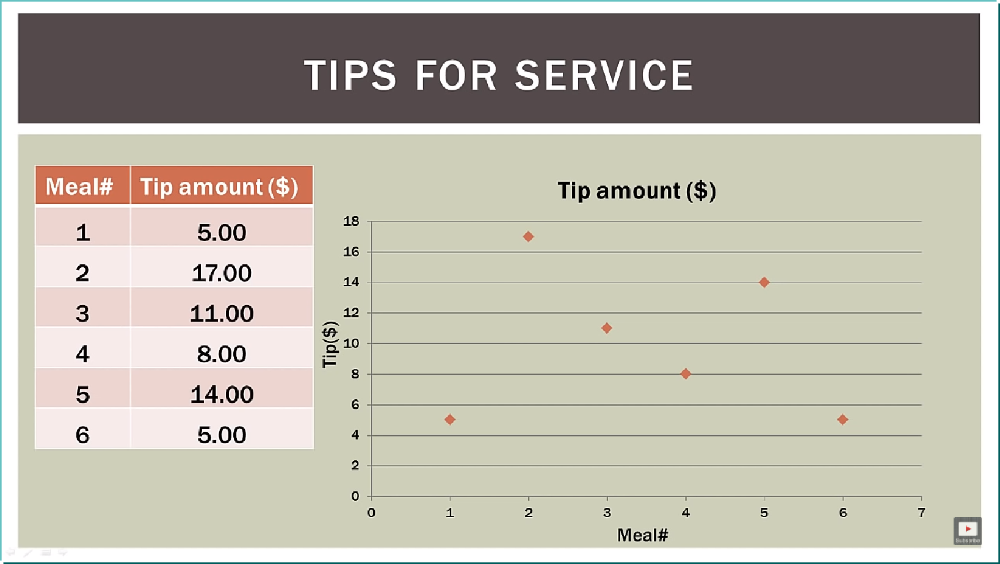 TIPS FOR SERVICE
Meal# Tip amount ($)
1 5.00
2 17.00
3 11.00
4 8.00
5 14.00
6 5.00
Tip amount ($)
18
16
14
12
10
8
6
4
2
0
Tip($)
0 1 2 3 4 5 6 7
Meal#
Subscribe